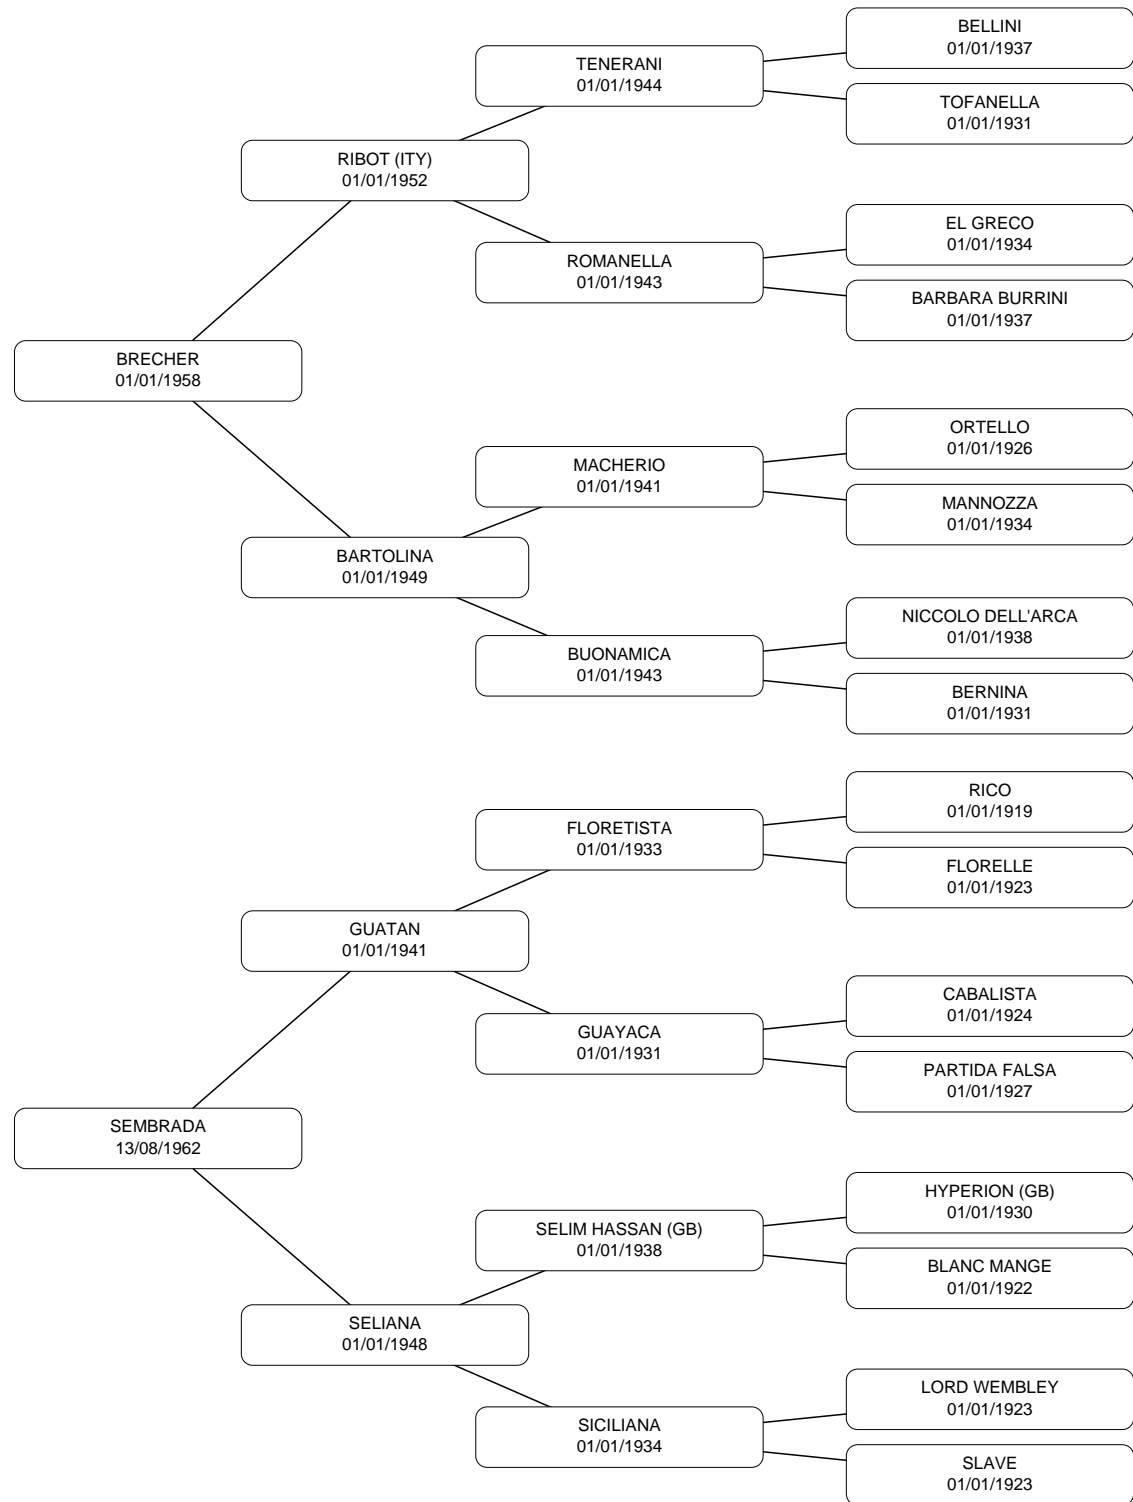 BELLINI
01/01/1937
TENERANI
01/01/1944
TOFANELLA
01/01/1931
RIBOT (ITY)
01/01/1952
EL GRECO
01/01/1934
ROMANELLA
01/01/1943
BARBARA BURRINI
01/01/1937
BRECHER
01/01/1958
ORTELLO
01/01/1926
MACHERIO
01/01/1941
MANNOZZA
01/01/1934
BARTOLINA
01/01/1949
NICCOLO DELL'ARCA
01/01/1938
BUONAMICA
01/01/1943
BERNINA
01/01/1931
RICO
01/01/1919
FLORETISTA
01/01/1933
FLORELLE
01/01/1923
GUATAN
01/01/1941
CABALISTA
01/01/1924
GUAYACA
01/01/1931
PARTIDA FALSA
01/01/1927
SEMBRADA
13/08/1962
HYPERION (GB)
01/01/1930
SELIM HASSAN (GB)
01/01/1938
BLANC MANGE
01/01/1922
SELIANA
01/01/1948
LORD WEMBLEY
01/01/1923
SICILIANA
01/01/1934
SLAVE
01/01/1923